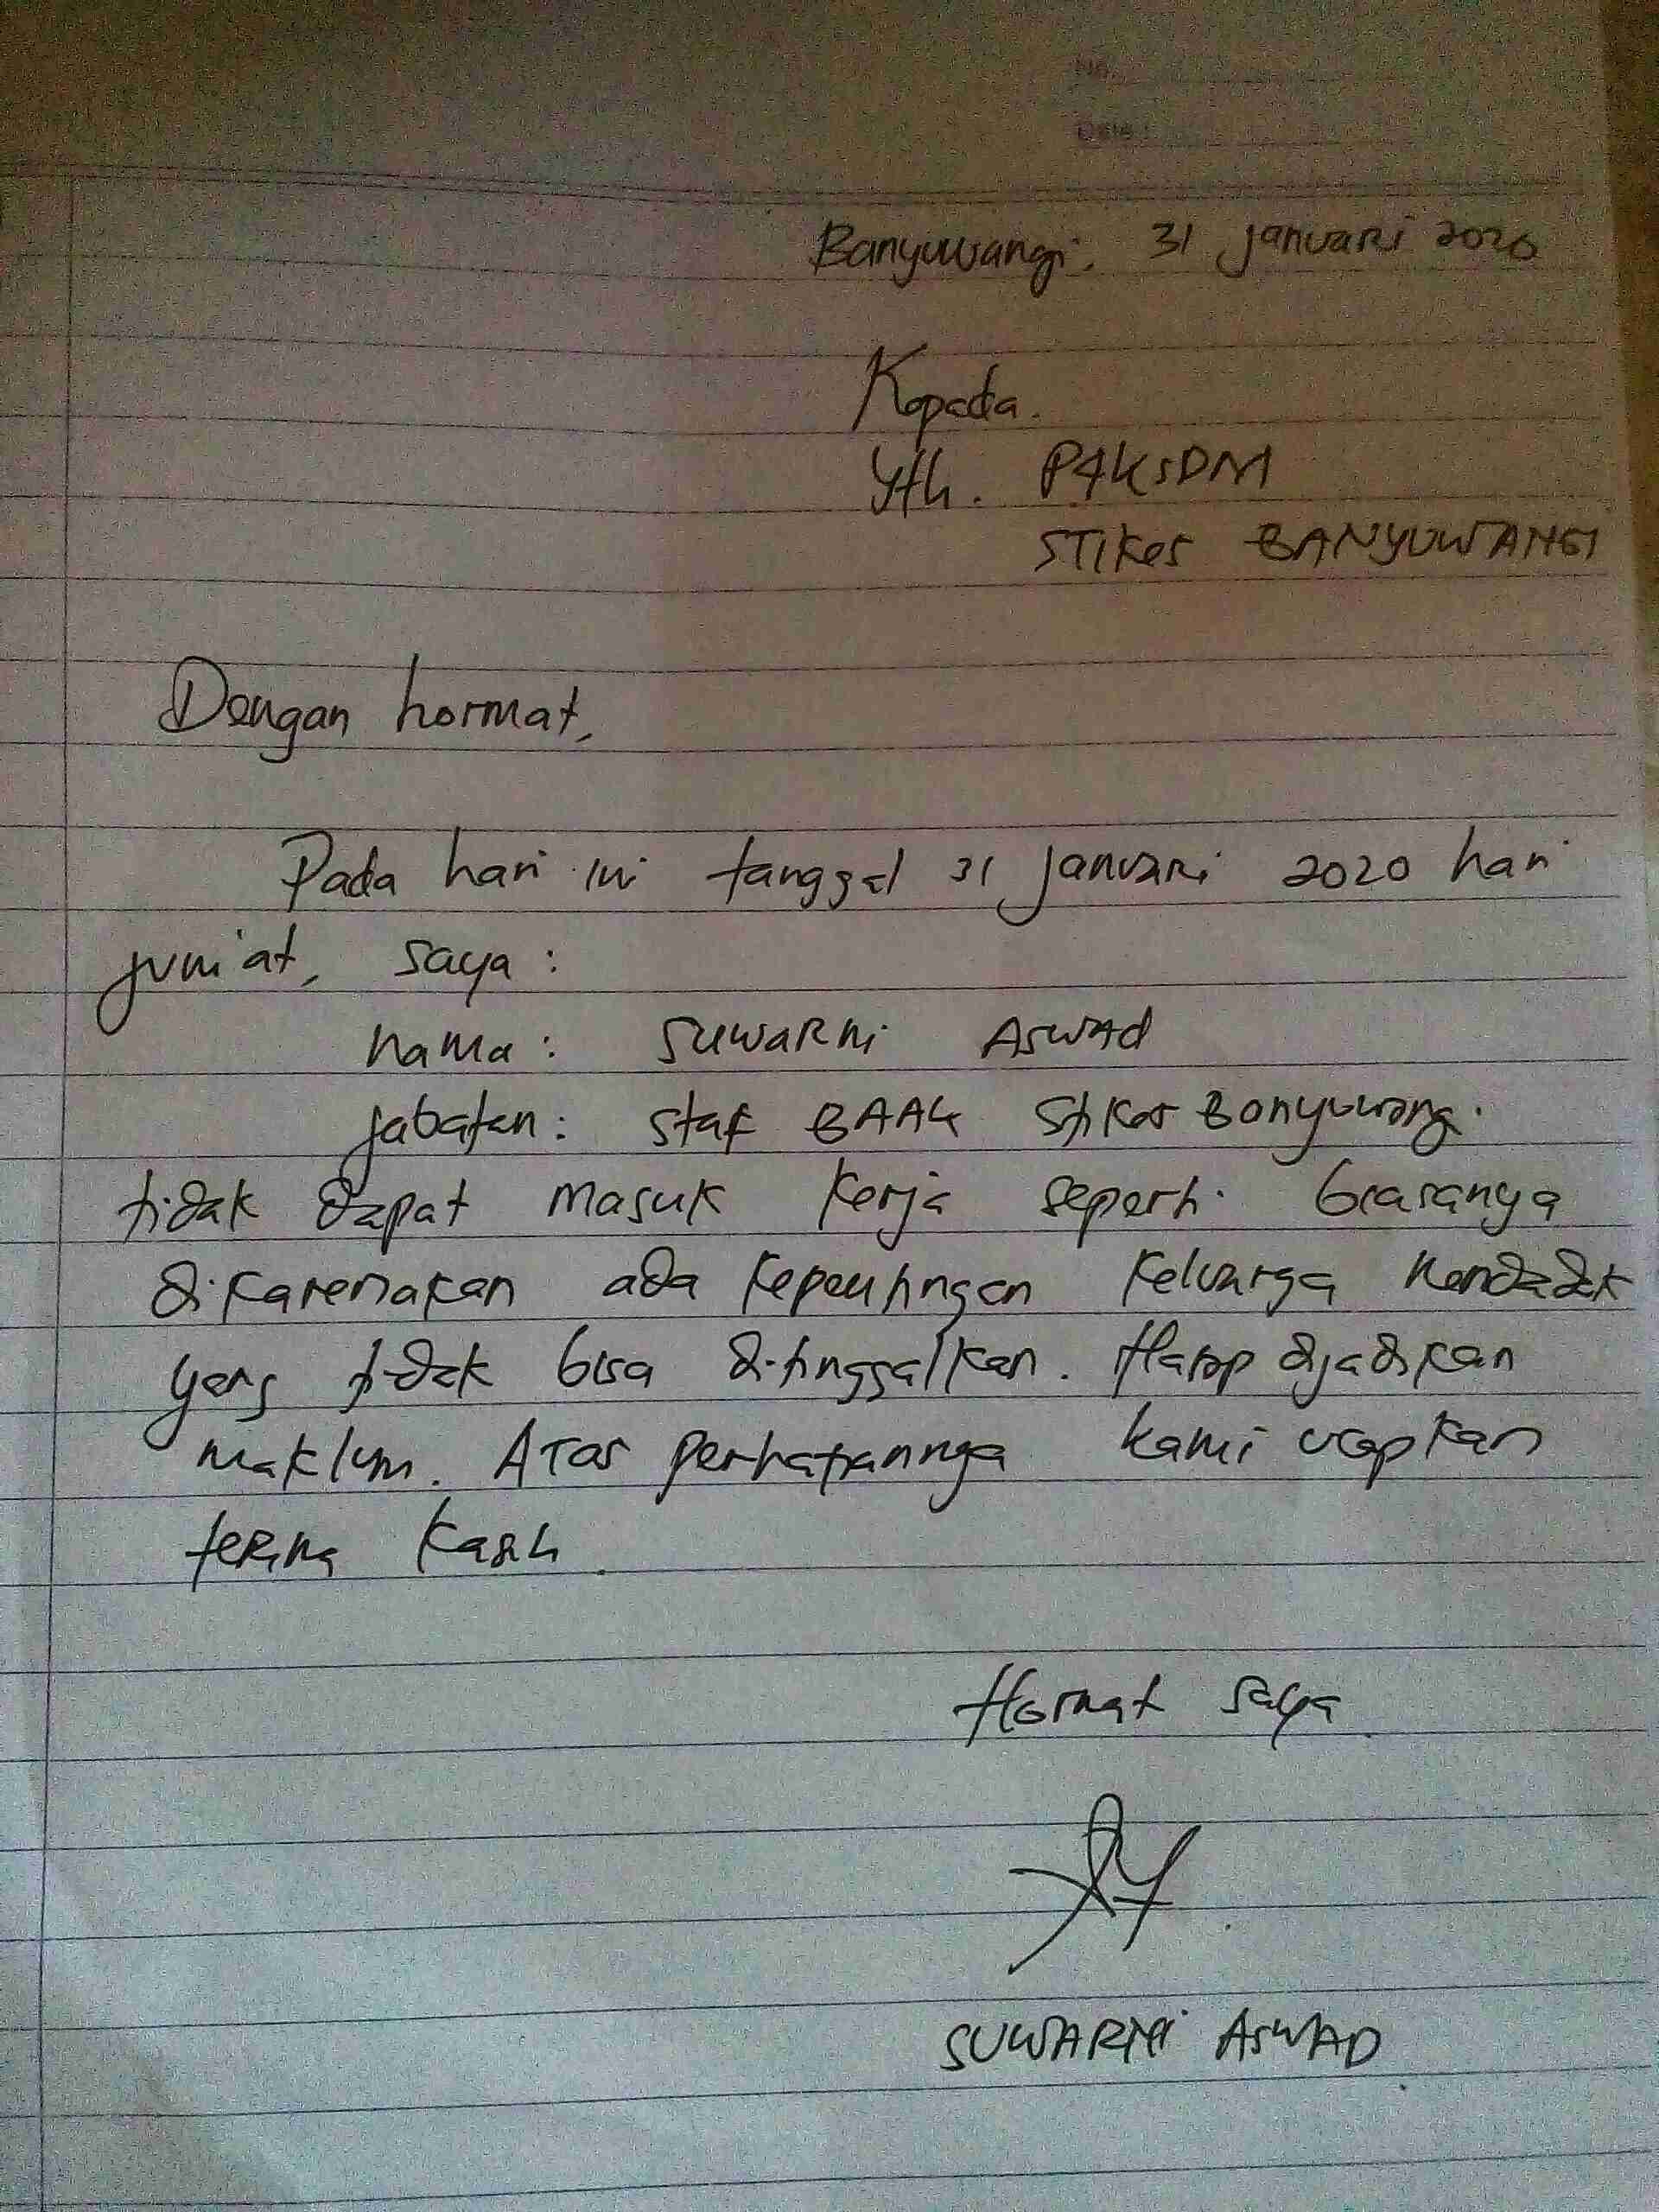 No.
Date :
Banyuwangi, 31 januari 2020
Kepada.
Yth. P4KSDM
STIKes BANYUWANGI
Dengan hormat,
Pada hari ini tanggal 31 januari 2020 hari
jum'at, saya :
nama : SuwaRni AswAd
jabatan : staf BAAK Stikes Banyuwangi
tidak dapat masuk kerja seperti biasanya
dikarenakan ada kepentingan keluarga mendadak
yang tidak bisa ditinggalkan. Harap dijadikan
maklum. ATas perhatiannya kami ucapkan
teRima kasih.
Hormat saya
SUWARNi AswAD